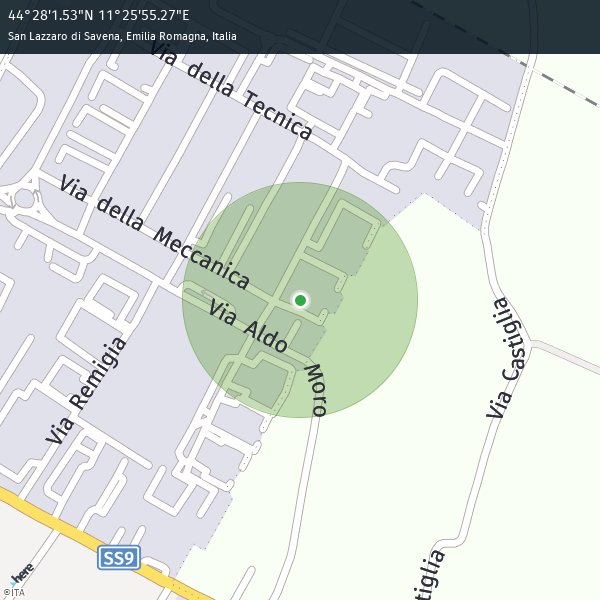 44°28'1.53"N 11°25'55.27"E
San Lazzaro di Savena, Emilia Romagna, Italia
Via della Tecnica
Via della Meccanica
Via Aldo Moro
Via Castiglia
Via Remigia
SS9
tiglia
here
©ITA